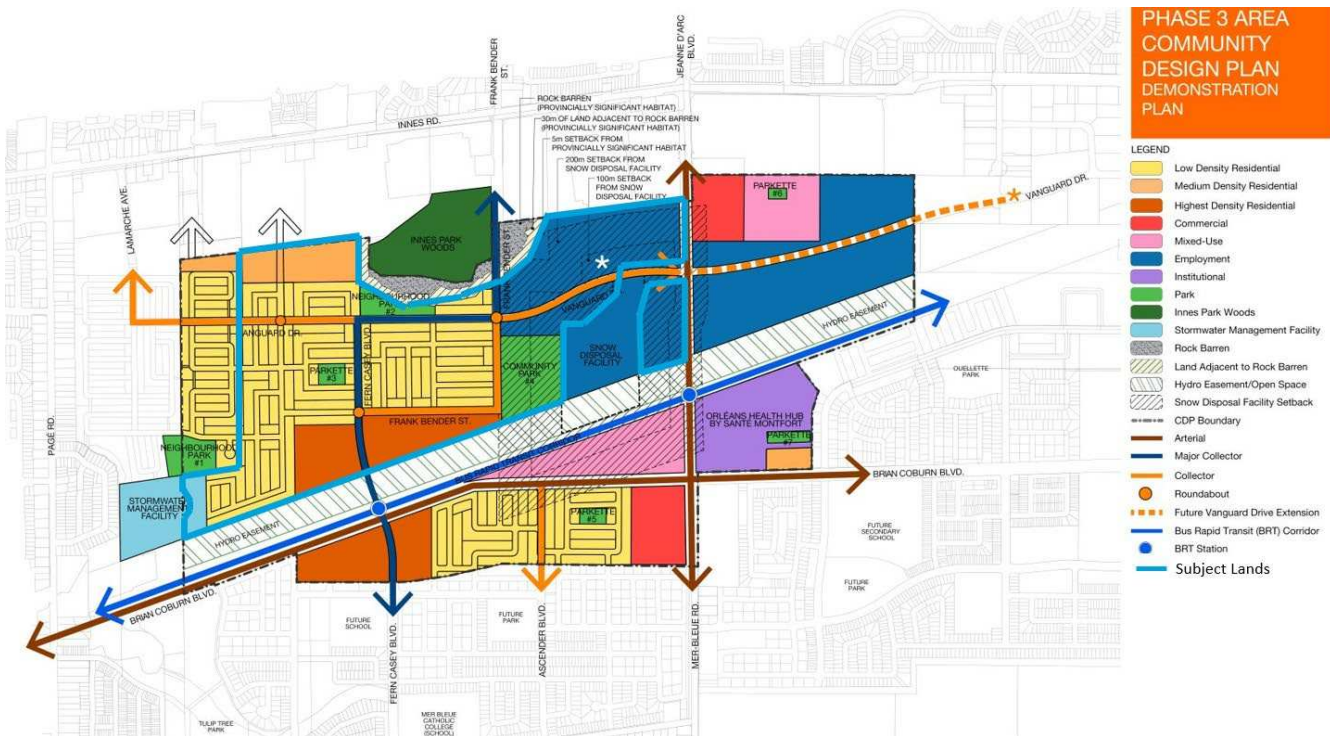 PHASE 3 AREA
COMMUNITY
DESIGN PLAN
DEMONSTRATION
PLAN
LEGEND
Low Density Residential
Medium Density Residential
Highest Density Residential
Commercial
Mixed-Use
Employment
Institutional
Park
Innes Park Woods
Stormwater Management Facility
Rock Barren
Land Adjacent to Rock Barren
Hydro Easement/Open Space
Snow Disposal Facility Setback
CDP Boundary
Arterial
Major Collector
Collector
Roundabout
Future Vanguard Drive Extension
Bus Rapid Transit (BRT) Corridor
BRT Station
Subject Lands
FRANK BENDER
ST.
JEANNE D'ARC
BLVD.
INNES RD.
ROCK BARREN
(PROVINCIALLY SIGNIFICANT HABITAT)
30m OF LAND ADJACENT TO ROCK BARREN
(PROVINCIALLY SIGNIFICANT HABITAT)
5m SETBACK FROM
PROVINCIALLY SIGNIFICANT HABITAT
200m SETBACK FROM
SNOW DISPOSAL FACILITY
100m SETBACK
FROM SNOW
DISPOSAL FACILITY
PARKETTE
#6
VANGUARD DR.
LAMARCHE AVE.
INNES PARK
WOODS
NEIGHBOURHOOD
#2
ANGUARD DR.
VANGUARD
FERN CASEY BLVD.
PARKETTE
#3
COMMUNITY
PARK
#4
SNOW
DISPOSAL
FACILITY
HYDRO EASEMENT
OUELLETTE
PARK
PAGE RD.
FRANK BENDER ST.
NEIGHBOURHOOD
PARK
#1
STORMWATE
MANAGEMENT
FACILITY
HYDRO EASEMENT
BUS RAPID TRANSIT CORRIDOR
ORLÉANS HEALTH HUB
BY SANTÉ MONTFORT
PARKETTE
#7
BRIAN COBURN BLVD.
PARKETTE
#5
FUTURE
SECONDARY
SCHOOL
FUTURE
PARK
BRIAN COBURN BLVD.
FUTURE
SCHOOL
FERN CASEY BLVD.
FUTURE
PARK
ASCENDER BLVD.
MER-BLEUE RD.
TULIP TREE
PARK
MER BLEUE
CATHOLIC
COLLEGE
(SCHOOL)